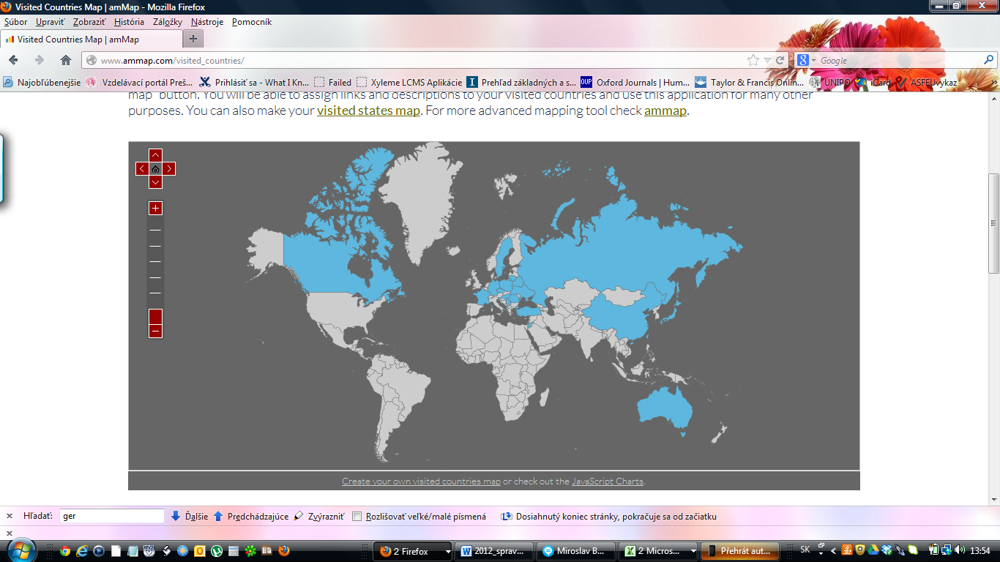 Visited Countries Map | amMap - Mozilla Firefox
Súbor Upraviť Zobraziť História Záložky Nástroje Pomocník
Visited Countries Map | amMap
www.ammap.com/visited_countries/
Google
Najobľúbenejšie Vzdelávací portál Preš... Prihlásiť sa - What I Kn... Failed Xyleme LCMS Aplikácie Prehľad základných a s... OUP Oxford Journals | Hum... Taylor & Francis Onlin... UNIPO iCard ASFEUvykaz »
map" button. You will be able to assign links and descriptions to your visited countries and use this application for many other
purposes. You can also make your visited states map. For more advanced mapping tool check ammap.
Create your own visited countries map or check out the JavaScript Charts.
Hľadať: ger Ďalšie Predchádzajúce Zvýrazniť Rozlišovať veľké/malé písmená Dosiahnutý koniec stránky, pokračuje sa od začiatku
2 Firefox 2012_sprav... Miroslav B... 2 Micros... Přehrát aut... SK 13:54